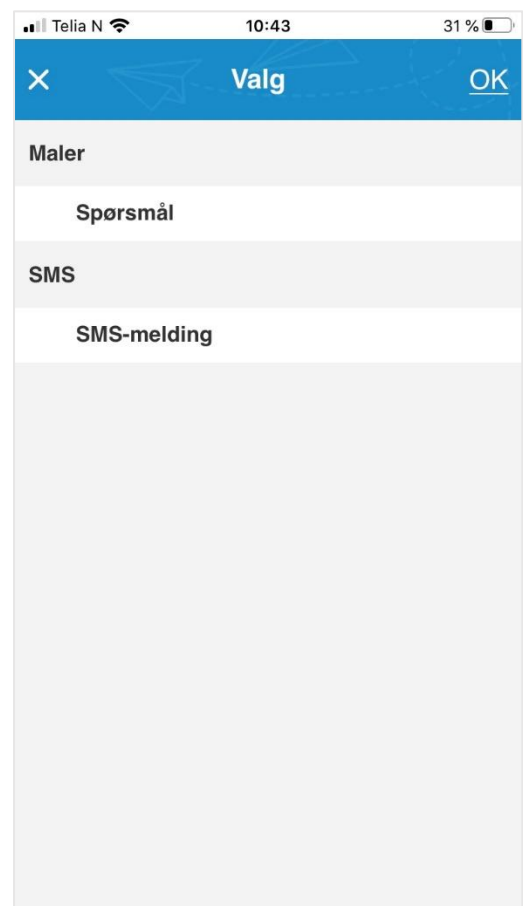 Telia N 10:43 31 %
Valg OK
Maler
Spørsmål
SMS
SMS-melding